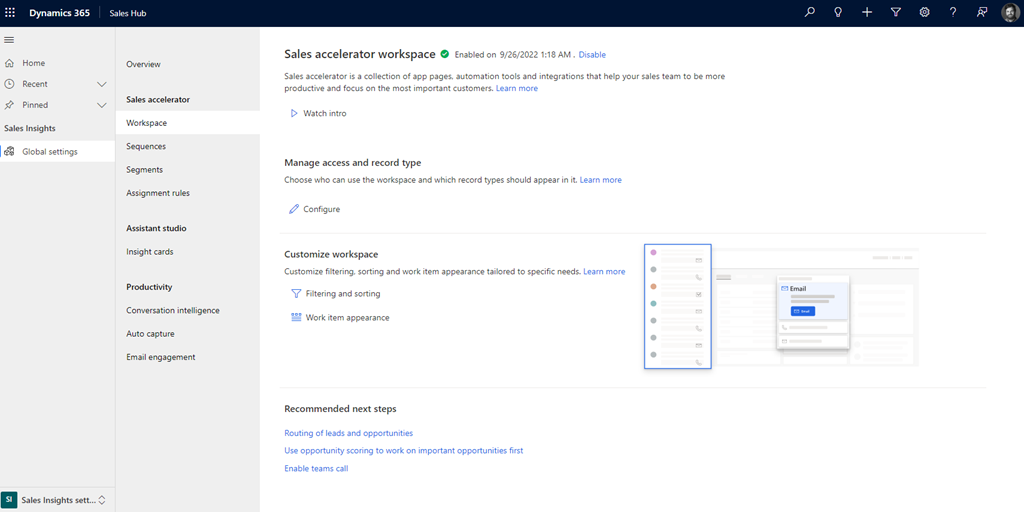 Dynamics 365
Sales Hub
Home
Recent
Pinned
Sales Insights
Global settings
SI
Sales Insights sett...
Overview
Sales accelerator
Workspace
Sequences
Segments
Assignment rules
Assistant studio
Insight cards
Productivity
Conversation intelligence
Auto capture
Email engagement
Sales accelerator workspace Enabled on 9/26/2022 1:18 AM . Disable
Sales accelerator is a collection of app pages, automation tools and integrations that help your sales team to be more
productive and focus on the most important customers. Learn more
Watch intro
Manage access and record type
Choose who can use the workspace and which record types should appear in it. Learn more
Configure
Customize workspace
Customize filtering, sorting and work item appearance tailored to specific needs. Learn more
Filtering and sorting
Work item appearance
Email
Email
Recommended next steps
Routing of leads and opportunities
Use opportunity scoring to work on important opportunities first
Enable teams call